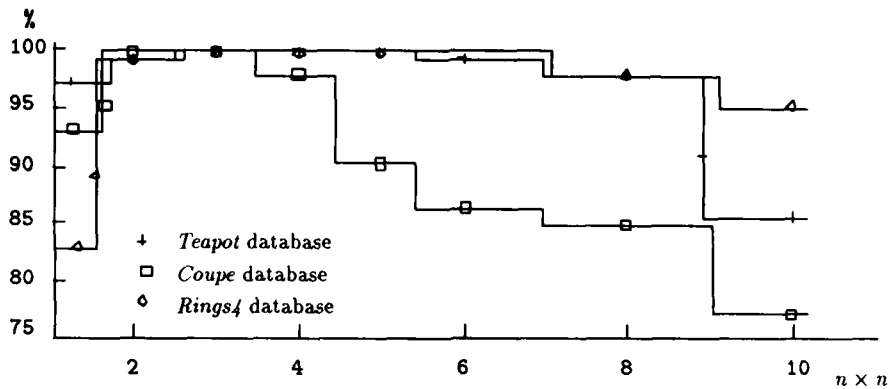 %
100
95
90
85
80
75
Teapot database
Coupe database
Rings4 database
2 4 6 8 10
n × n